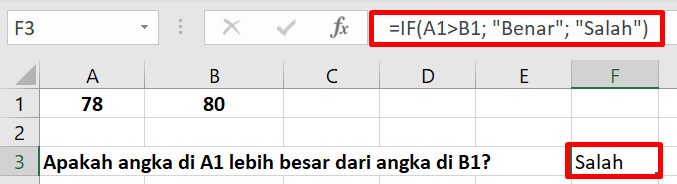 F3 fx =IF(A1>B1; "Benar"; "Salah")
A B C D E F
1 78 80
2
3 Apakah angka di A1 lebih besar dari angka di B1? Salah